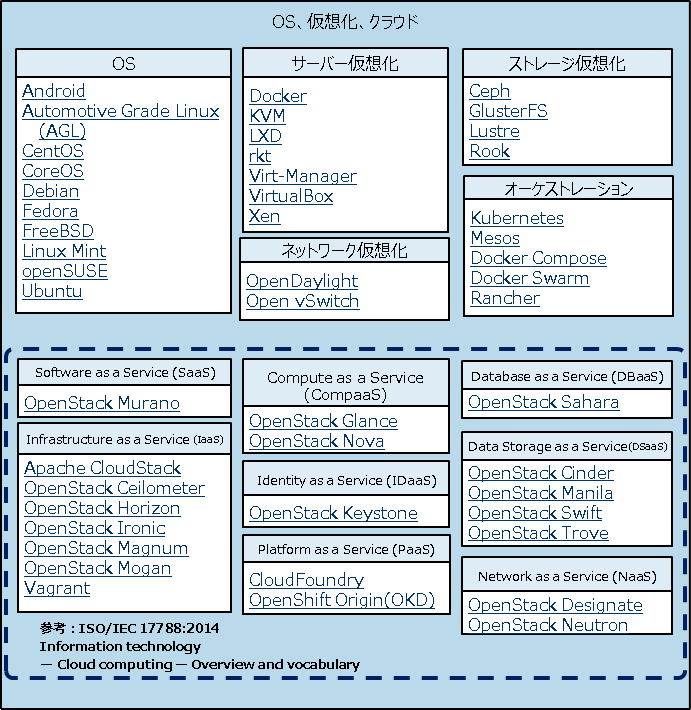 OS、仮想化、クラウド
OS
Android
Automotive Grade Linux
(AGL)
CentOS
CoreOS
Debian
Fedora
FreeBSD
Linux Mint
openSUSE
Ubuntu
サーバー仮想化
Docker
KVM
LXD
rkt
Virt-Manager
VirtualBox
Xen
ネットワーク仮想化
OpenDaylight
Open vSwitch
ストレージ仮想化
Ceph
GlusterFS
Lustre
Rook
オーケストレーション
Kubernetes
Mesos
Docker Compose
Docker Swarm
Rancher
Software as a Service (SaaS)
OpenStack Murano
Infrastructure as a Service (IaaS)
Apache CloudStack
OpenStack Ceilometer
OpenStack Horizon
OpenStack Ironic
OpenStack Magnum
OpenStack Mogan
Vagrant
Compute as a Service
(CompaaS)
OpenStack Glance
OpenStack Nova
Identity as a Service (IDaaS)
OpenStack Keystone
Platform as a Service (PaaS)
CloudFoundry
OpenShift Origin(OKD)
Database as a Service (DBaaS)
OpenStack Sahara
Data Storage as a Service(DSaaS)
OpenStack Cinder
OpenStack Manila
OpenStack Swift
OpenStack Trove
Network as a Service (NaaS)
OpenStack Designate
OpenStack Neutron
参考：ISO/IEC 17788:2014
Information technology
— Cloud computing — Overview and vocabulary